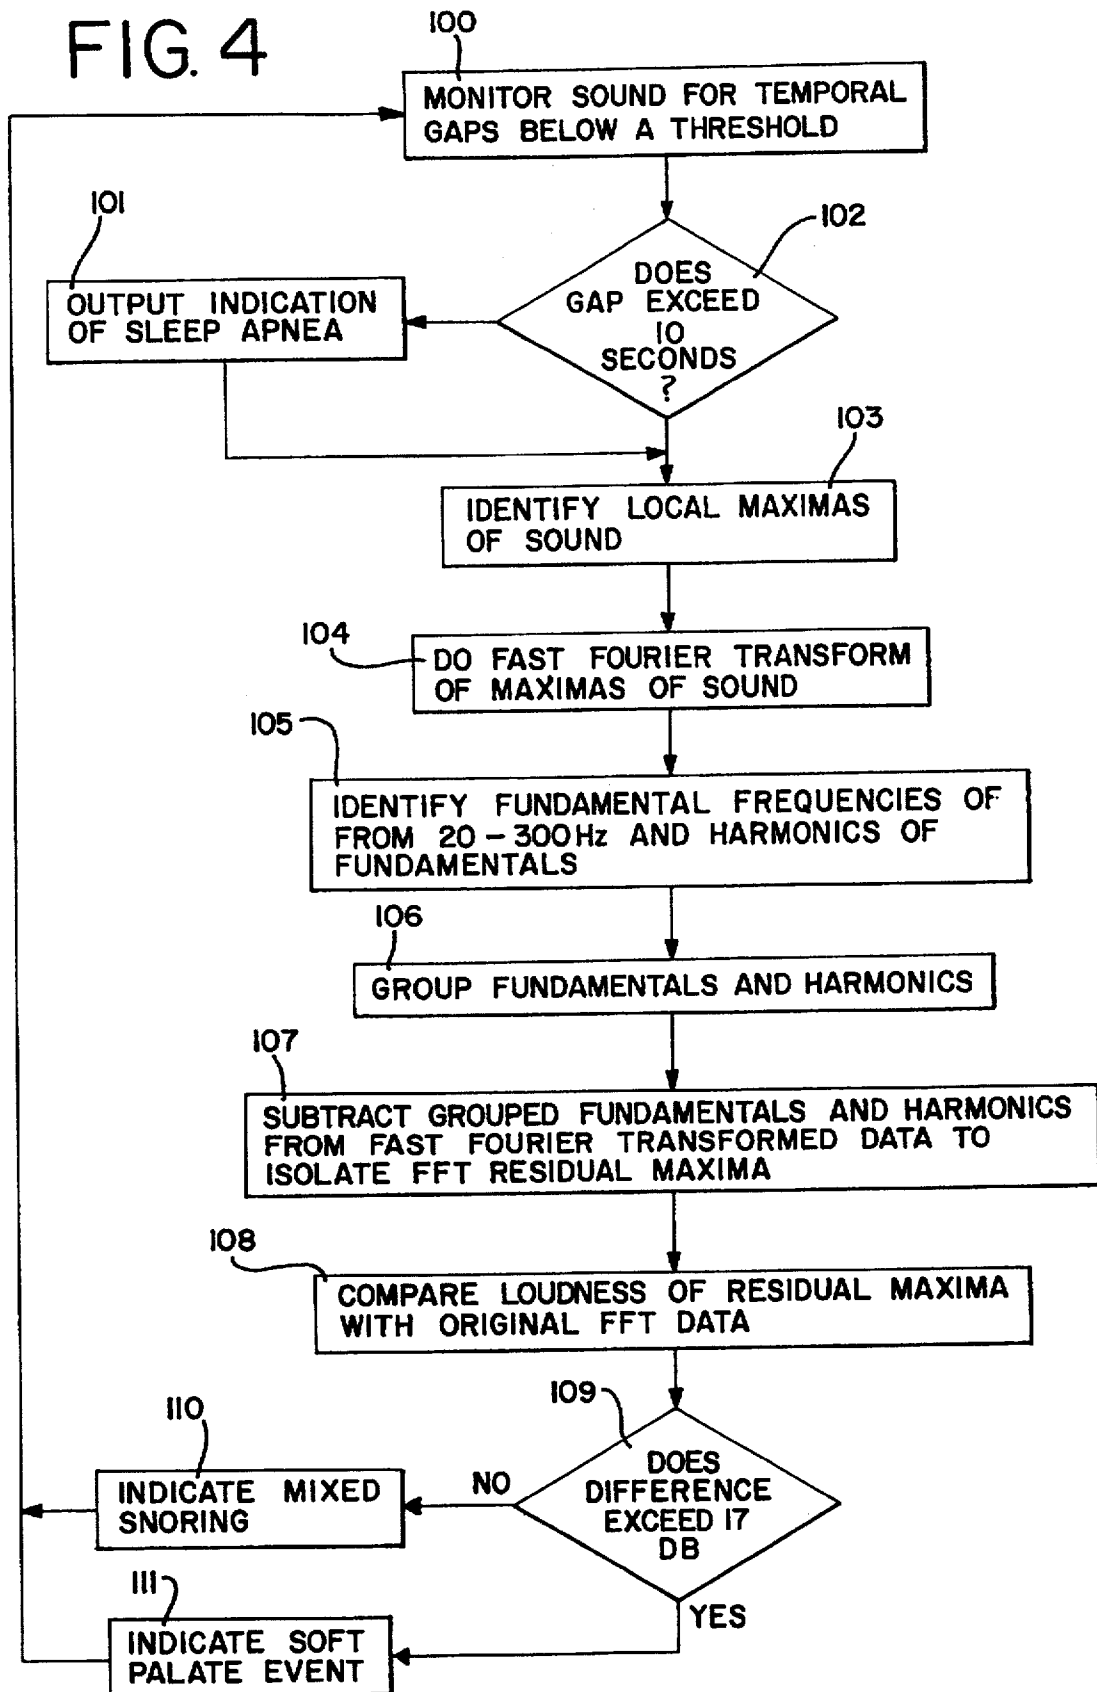 FIG. 4
100
MONITOR SOUND FOR TEMPORAL
GAPS BELOW A THRESHOLD
101
102
OUTPUT INDICATION
OF SLEEP APNEA
DOES
GAP EXCEED
10
SECONDS
?
103
IDENTIFY LOCAL MAXIMAS
OF SOUND
104
DO FAST FOURIER TRANSFORM
OF MAXIMAS OF SOUND
105
IDENTIFY FUNDAMENTAL FREQUENCIES OF
FROM 20-300Hz AND HARMONICS OF
FUNDAMENTALS
106
GROUP FUNDAMENTALS AND HARMONICS
107
SUBTRACT GROUPED FUNDAMENTALS AND HARMONICS
FROM FAST FOURIER TRANSFORMED DATA TO
ISOLATE FFT RESIDUAL MAXIMA
108
COMPARE LOUDNESS OF RESIDUAL MAXIMA
WITH ORIGINAL FFT DATA
109
DOES
DIFFERENCE
EXCEED 17
DB
NO
110
INDICATE MIXED
SNORING
YES
111
INDICATE SOFT
PALATE EVENT